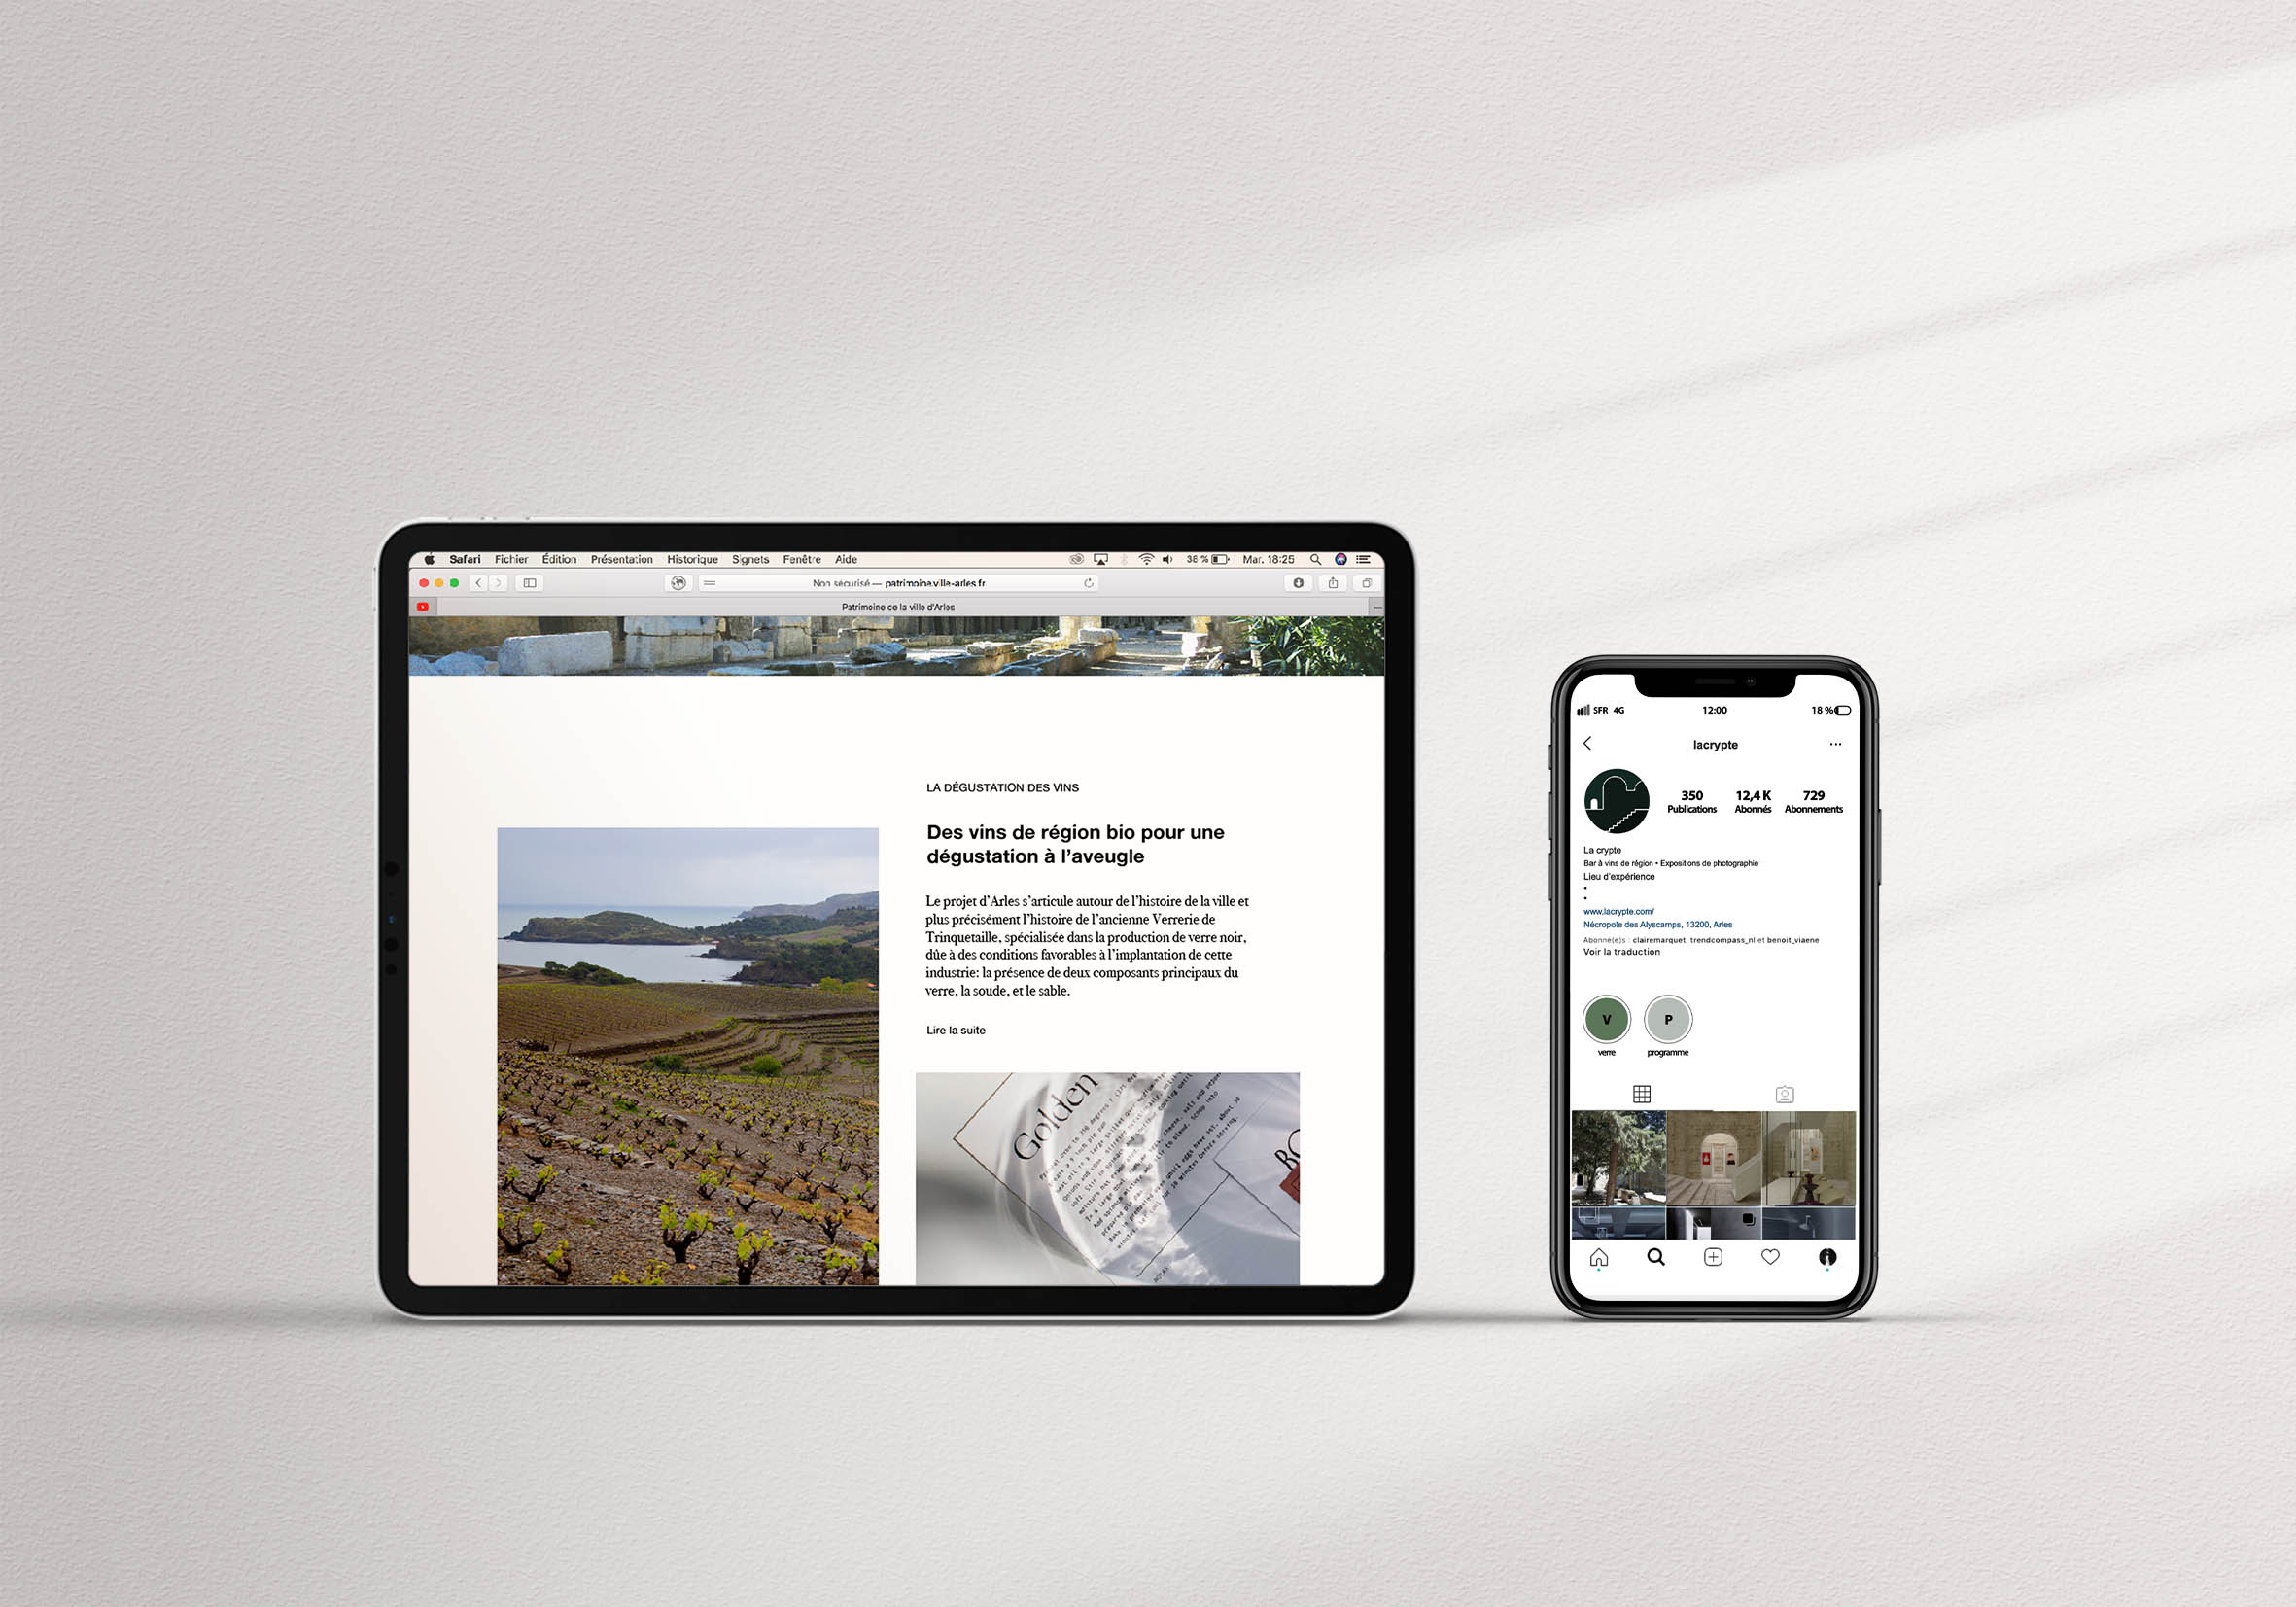 Safari Fichier Édition Présentation Historique Signets Fenêtre Aide 38 % Mar. 18:25
Non sécurisé — patrimoine.ville-arles.fr
Patrimoine de la ville d'Arles
LA DÉGUSTATION DES VINS
Des vins de région bio pour une
dégustation à l'aveugle
Le projet d'Arles s'articule autour de l'histoire de la ville et
plus précisément l'histoire de l'ancienne Verrerie de
Trinquetaille, spécialisée dans la production de verre noir,
dûe à des conditions favorables à l'implantation de cette
industrie: la présence de deux composants principaux du
verre, la soude, et le sable.
Lire la suite
Golden
SFR 4G 12:00 18 %
lacrypte
350 12,4 K 729
Publications Abonnés Abonnements
La crypte
Bar à vins de région • Expositions de photographie
Lieu d'expérience
•
•
www.lacrypte.com/
Nécropole des Alyscamps, 13200, Arles
Abonné(e)s : clairemarquet, trendcompass_nl et benoit_viaene
Voir la traduction
V P
verre programme